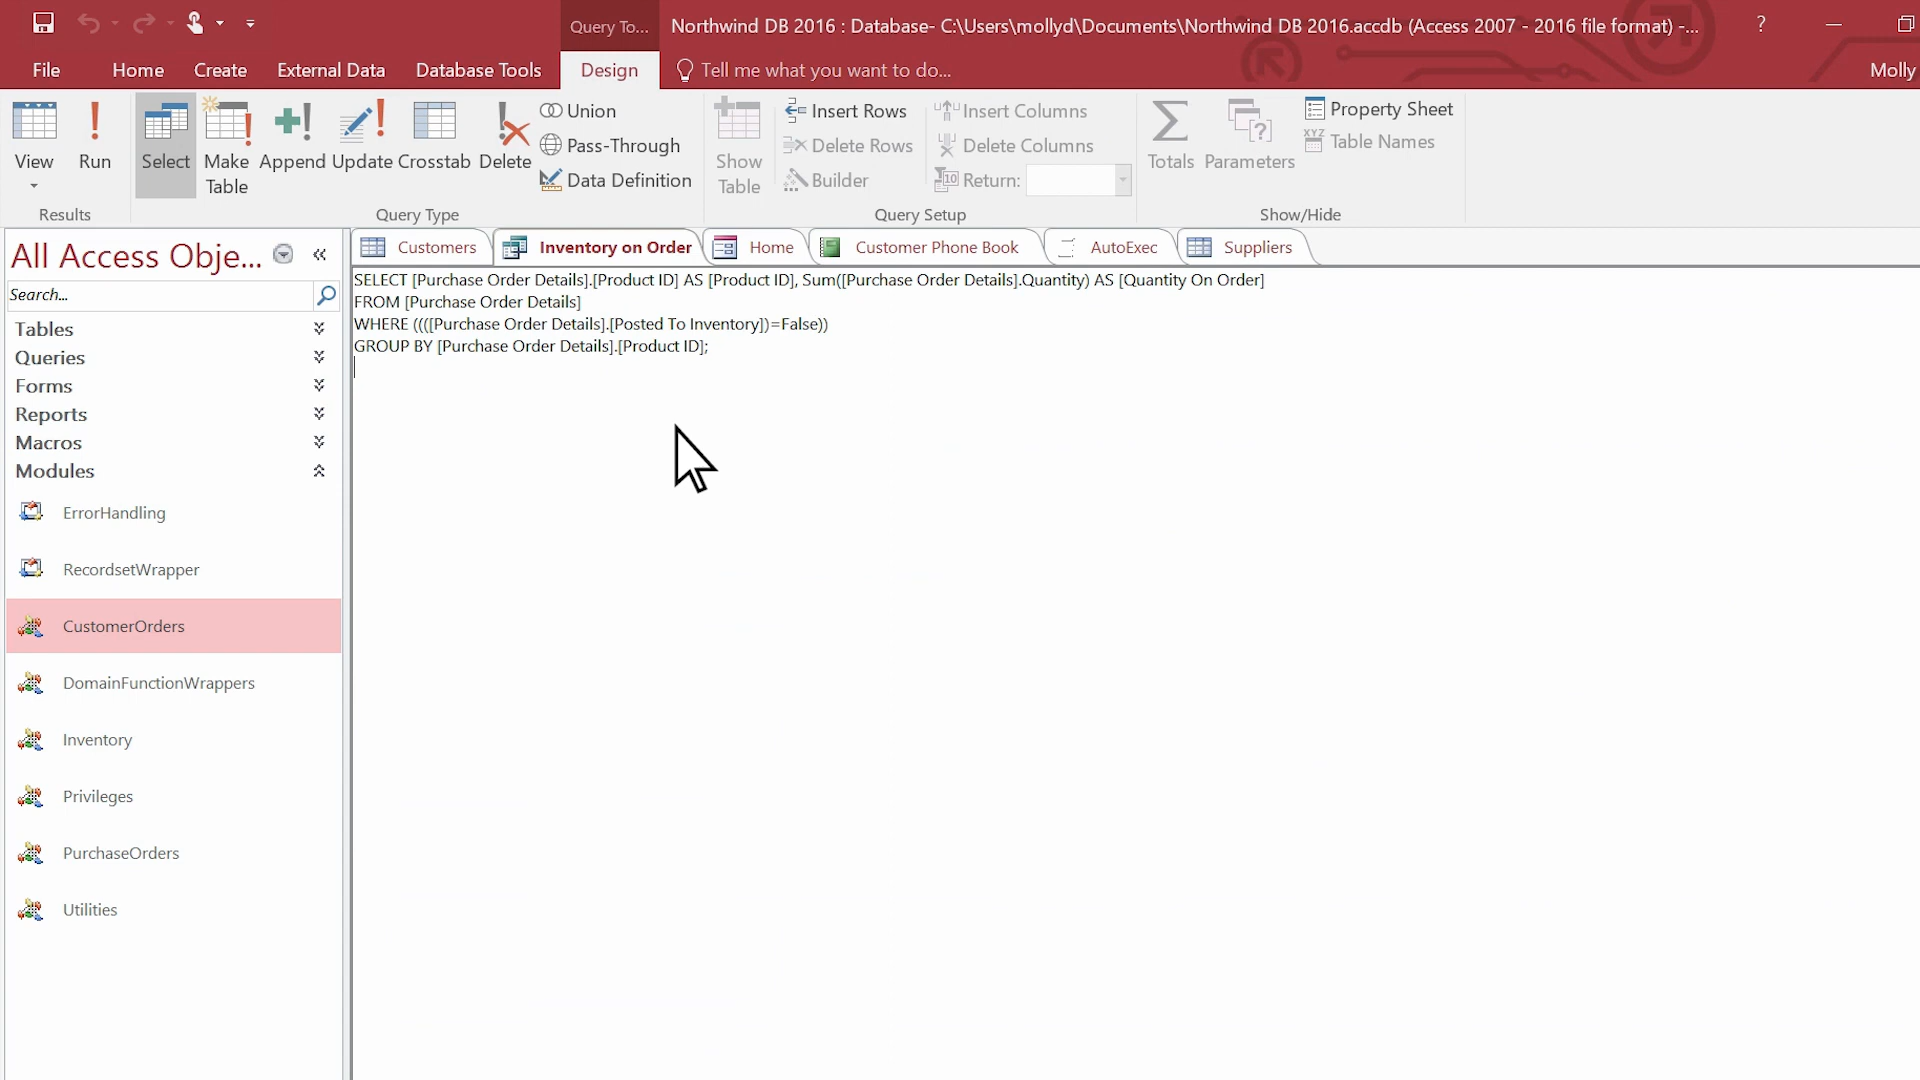 Query To... Northwind DB 2016 : Database- C:\Users\mollyd\Documents\Northwind DB 2016.accdb (Access 2007 - 2016 file format) -... ?
File Home Create External Data Database Tools Design Tell me what you want to do... Molly
View Run Select Make Table Append Update Crosstab Delete
Union
Pass-Through
Data Definition
Show Table
Insert Rows
Delete Rows
Builder
Insert Columns
Delete Columns
Return:
Totals Parameters
Property Sheet
Table Names
Results Query Type Query Setup Show/Hide
All Access Obje...
Search...
Tables
Queries
Forms
Reports
Macros
Modules
ErrorHandling
RecordsetWrapper
CustomerOrders
DomainFunctionWrappers
Inventory
Privileges
PurchaseOrders
Utilities
Customers Inventory on Order Home Customer Phone Book AutoExec Suppliers
SELECT [Purchase Order Details].[Product ID] AS [Product ID], Sum([Purchase Order Details].Quantity) AS [Quantity On Order]
FROM [Purchase Order Details]
WHERE ((([Purchase Order Details].[Posted To Inventory])=False))
GROUP BY [Purchase Order Details].[Product ID];